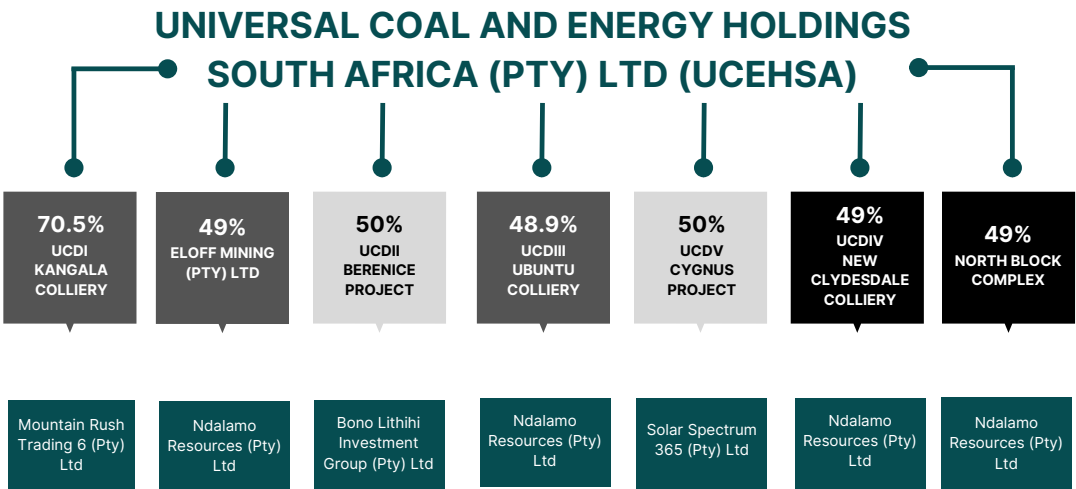 UNIVERSAL COAL AND ENERGY HOLDINGS
SOUTH AFRICA (PTY) LTD (UCEHSA)
70.5%
UCDI
KANGALA
COLLIERY
49%
ELOFF MINING
(PTY) LTD
50%
UCDII
BERENICE
PROJECT
48.9%
UCDIII
UBUNTU
COLLIERY
50%
UCDV
CYGNUS
PROJECT
49%
UCDIV
NEW
CLYDESDALE
COLLIERY
49%
NORTH BLOCK
COMPLEX
Mountain Rush
Trading 6 (Pty)
Ltd
Ndalamo
Resources (Pty)
Ltd
Bono Lithihi
Investment
Group (Pty) Ltd
Ndalamo
Resources (Pty)
Ltd
Solar Spectrum
365 (Pty) Ltd
Ndalamo
Resources (Pty)
Ltd
Ndalamo
Resources (Pty)
Ltd